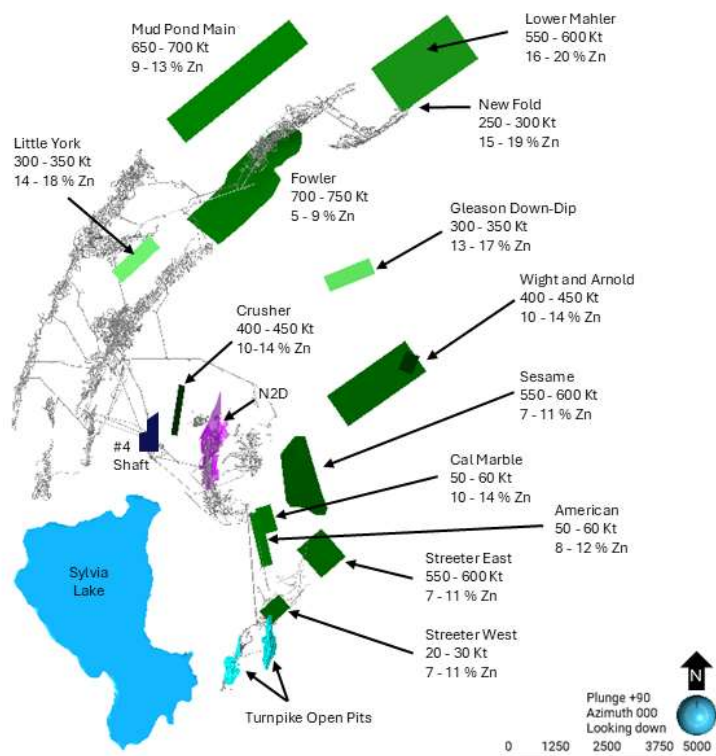 Mud Pond Main
650 - 700 Kt
9 - 13 % Zn
Lower Mahler
550 - 600 Kt
16 - 20 % Zn
New Fold
250 - 300 Kt
15 - 19 % Zn
Little York
300 - 350 Kt
14 - 18 % Zn
Fowler
700 - 750 Kt
5 - 9 % Zn
Gleason Down-Dip
300 - 350 Kt
13 - 17 % Zn
Wight and Arnold
400 - 450 Kt
10 - 14 % Zn
Crusher
400 - 450 Kt
10-14 % Zn
N2D
Sesame
550 - 600 Kt
7 - 11 % Zn
#4
Shaft
Cal Marble
50 - 60 Kt
10 - 14 % Zn
American
50 - 60 Kt
8 - 12 % Zn
Streeter East
550 - 600 Kt
7 - 11 % Zn
Sylvia
Lake
Streeter West
20 - 30 Kt
7 - 11 % Zn
Turnpike Open Pits
N
Plunge +90
Azimuth 000
Looking down
0 1250 2500 3750 5000